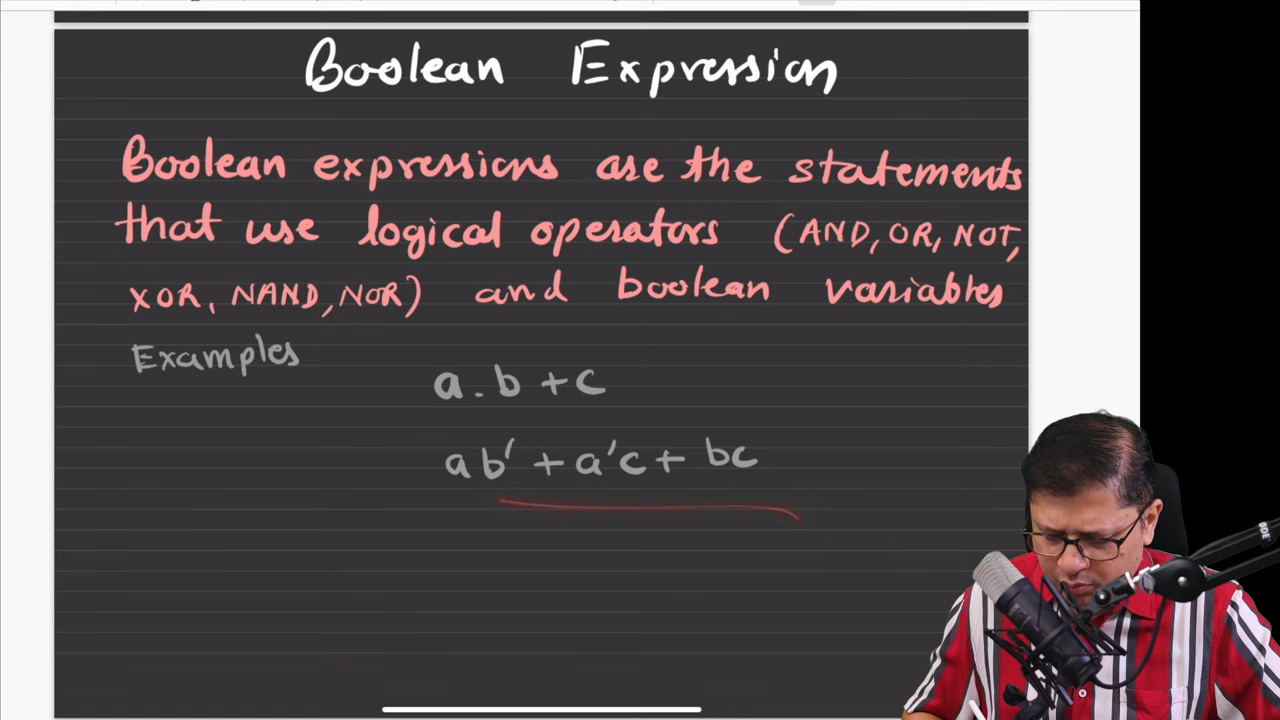 Boolean Expression
Boolean expressions are the statements
that use logical operators (AND, OR, NOT,
XOR, NAND, NOR) and boolean variables
Examples
a.b + c
ab' + a'c + bc